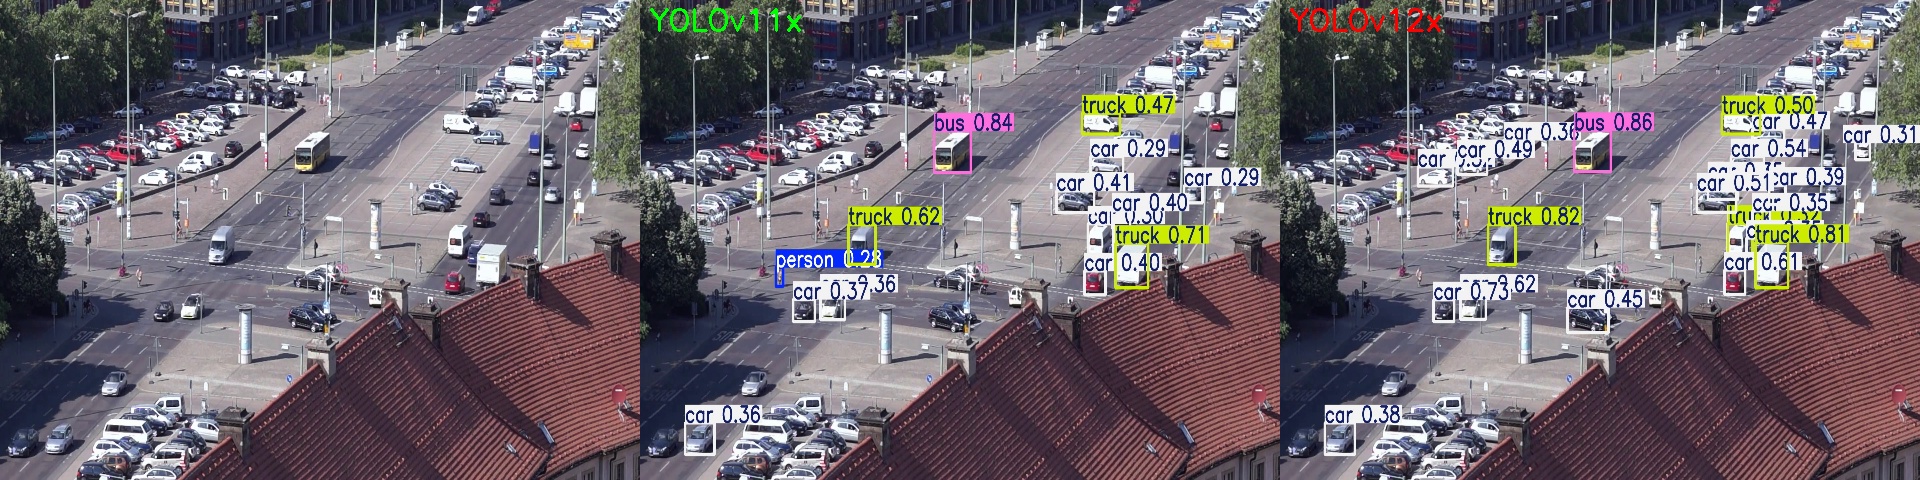 YOLOv11x
YOLOv12x
truck 0.47
bus 0.84
car 0.29
car 0.41
car 0.29
car 0.40
truck 0.62
truck 0.71
person 0.28
car 0.40
car 0.37
car 0.36
truck 0.50
bus 0.86
car 0.36
0.47
car 0.31
car 0.49
car
0.54
car 0.51
0.39
0.35
truck 0.82
truck
truck 0.81
car 0.61
car 0.73
0.62
car 0.45
car 0.38